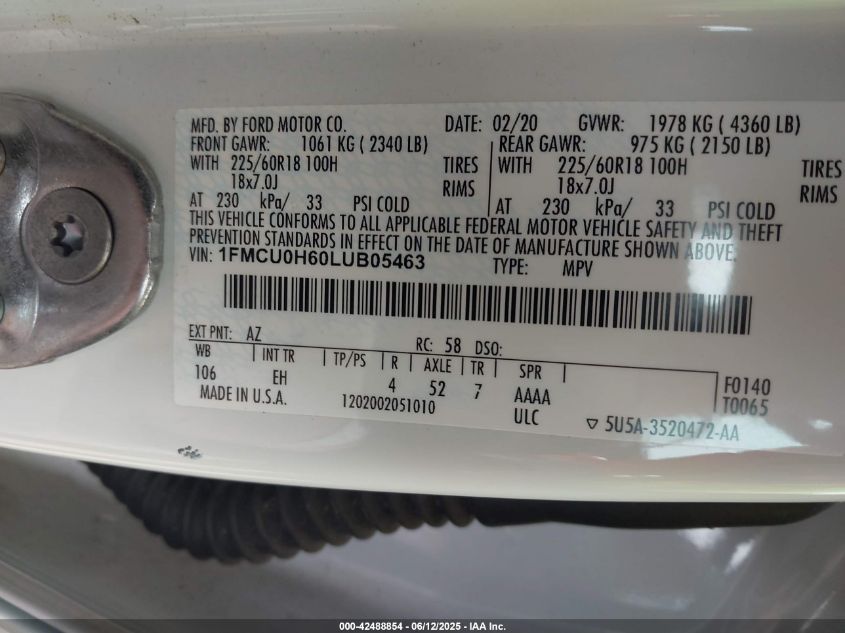 MFD. BY FORD MOTOR CO. DATE: 02/20 GVWR: 1978 KG ( 4360 LB)
FRONT GAWR: 1061 KG ( 2340 LB) REAR GAWR: 975 KG ( 2150 LB)
WITH 225/60R18 100H TIRES WITH 225/60R18 100H TIRES
18x7.0J RIMS 18x7.0J RIMS
AT 230 kPa/ 33 PSI COLD AT 230 kPa/ 33 PSI COLD
THIS VEHICLE CONFORMS TO ALL APPLICABLE FEDERAL MOTOR VEHICLE SAFETY AND THEFT
PREVENTION STANDARDS IN EFFECT ON THE DATE OF MANUFACTURE SHOWN ABOVE.
VIN: 1FMCU0H60LUB05463 TYPE: MPV
EXT PNT: AZ RC: 58 DSO:
WB INT TR TP/PS R AXLE TR SPR
106 EH 4 52 7 AAAA F0140
MADE IN U.S.A. 1202002051010 ULC T0065
▽ 5U5A-3520472-AA
000-42488854 - 06/12/2025 - IAA Inc.